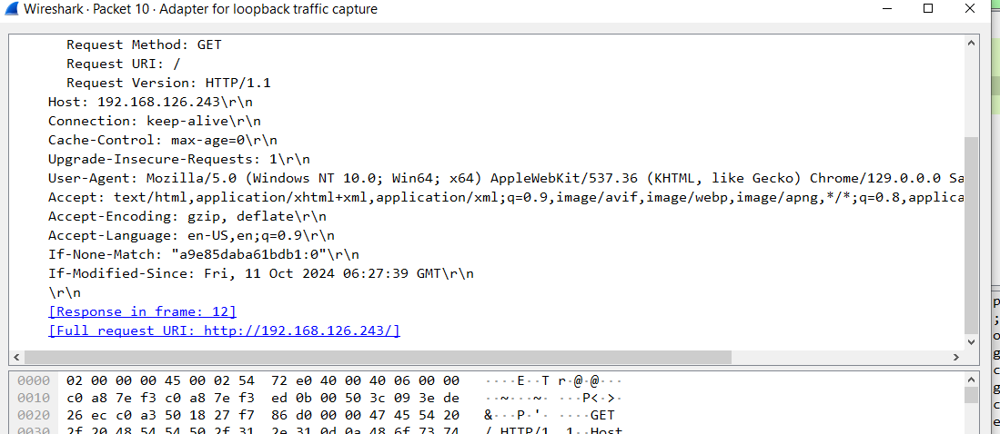 Wireshark · Packet 10 · Adapter for loopback traffic capture
Request Method: GET
Request URI: /
Request Version: HTTP/1.1
Host: 192.168.126.243\r\n
Connection: keep-alive\r\n
Cache-Control: max-age=0\r\n
Upgrade-Insecure-Requests: 1\r\n
User-Agent: Mozilla/5.0 (Windows NT 10.0; Win64; x64) AppleWebKit/537.36 (KHTML, like Gecko) Chrome/129.0.0.0 Sa
Accept: text/html,application/xhtml+xml,application/xml;q=0.9,image/avif,image/webp,image/apng,*/*;q=0.8,applica
Accept-Encoding: gzip, deflate\r\n
Accept-Language: en-US,en;q=0.9\r\n
If-None-Match: "a9e85daba61bdb1:0"\r\n
If-Modified-Since: Fri, 11 Oct 2024 06:27:39 GMT\r\n
\r\n
[Response in frame: 12]
[Full request URI: http://192.168.126.243/]
0000 02 00 00 00 45 00 02 54 72 e0 40 00 40 06 00 00 ····E··T r·@·@···
0010 c0 a8 7e f3 c0 a8 7e f3 ed 0b 00 50 3c 09 3e de ··~···~· ···P<·>·
0020 26 ec c0 a3 50 18 27 f7 86 d0 00 00 47 45 54 20 &···P·'· ····GET
0030 2f 20 48 54 54 50 2f 31 2e 31 0d 0a 48 6f 73 74 / HTTP/1 .1··Host